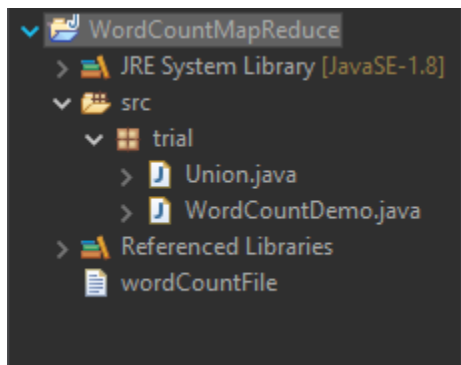 WordCountMapReduce
JRE System Library [JavaSE-1.8]
src
trial
Union.java
WordCountDemo.java
Referenced Libraries
wordCountFile